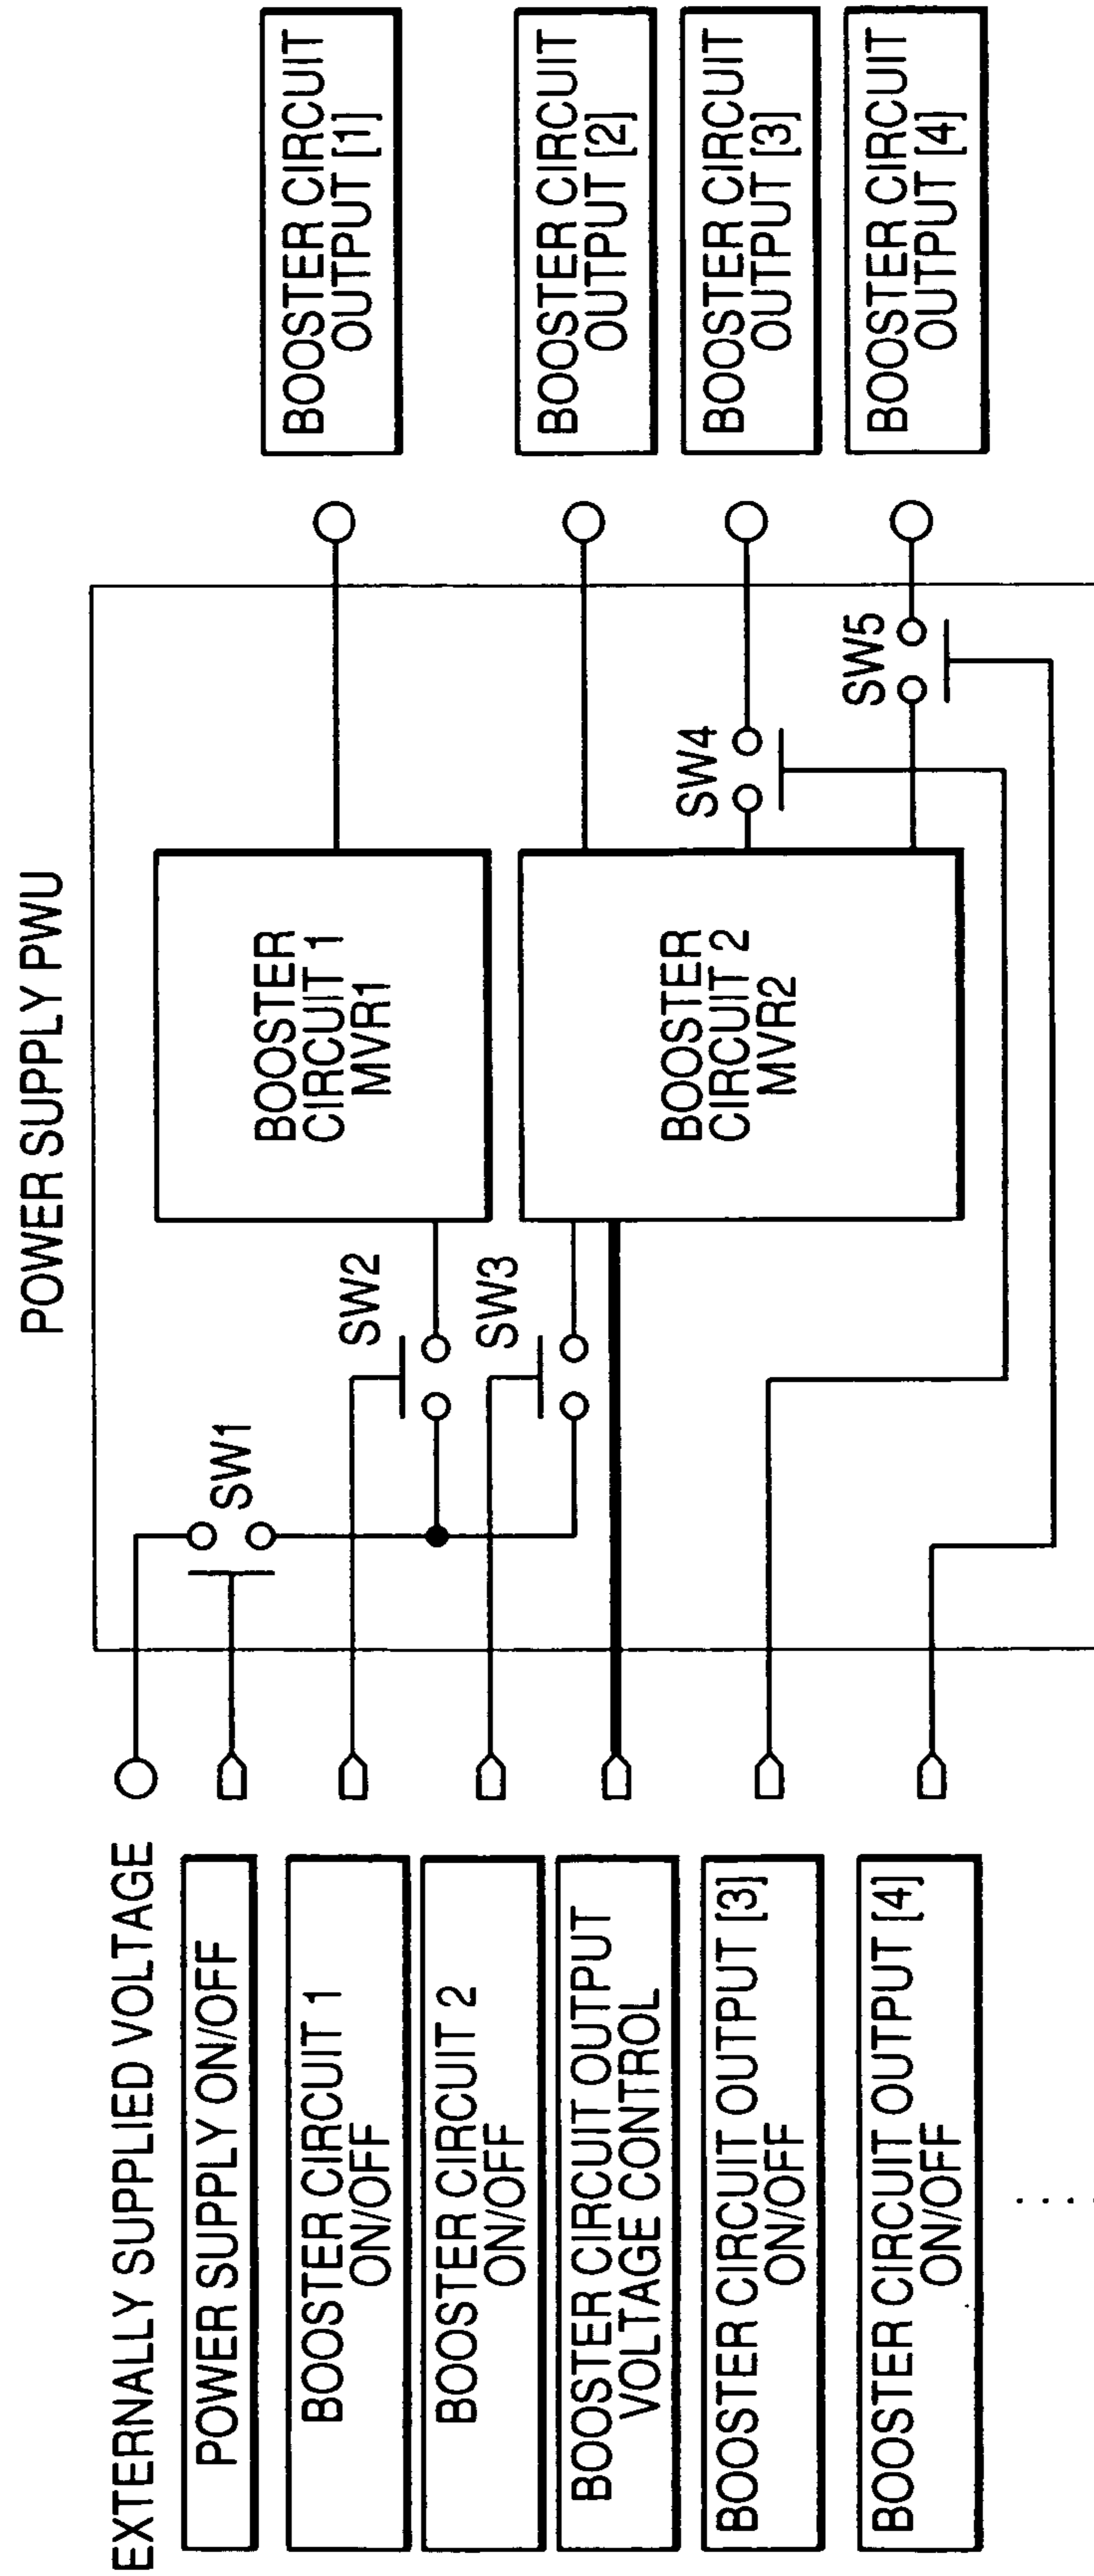 POWER SUPPLY PWU
EXTERNALLY SUPPLIED VOLTAGE
POWER SUPPLY ON/OFF
BOOSTER CIRCUIT 1
ON/OFF
BOOSTER CIRCUIT 2
ON/OFF
BOOSTER CIRCUIT OUTPUT
VOLTAGE CONTROL
BOOSTER CIRCUIT OUTPUT [3]
ON/OFF
BOOSTER CIRCUIT OUTPUT [4]
ON/OFF
SW1
SW2
SW3
BOOSTER
CIRCUIT 1
MVR1
BOOSTER
CIRCUIT 2
MVR2
SW4
SW5
BOOSTER CIRCUIT
OUTPUT [1]
BOOSTER CIRCUIT
OUTPUT [2]
BOOSTER CIRCUIT
OUTPUT [3]
BOOSTER CIRCUIT
OUTPUT [4]